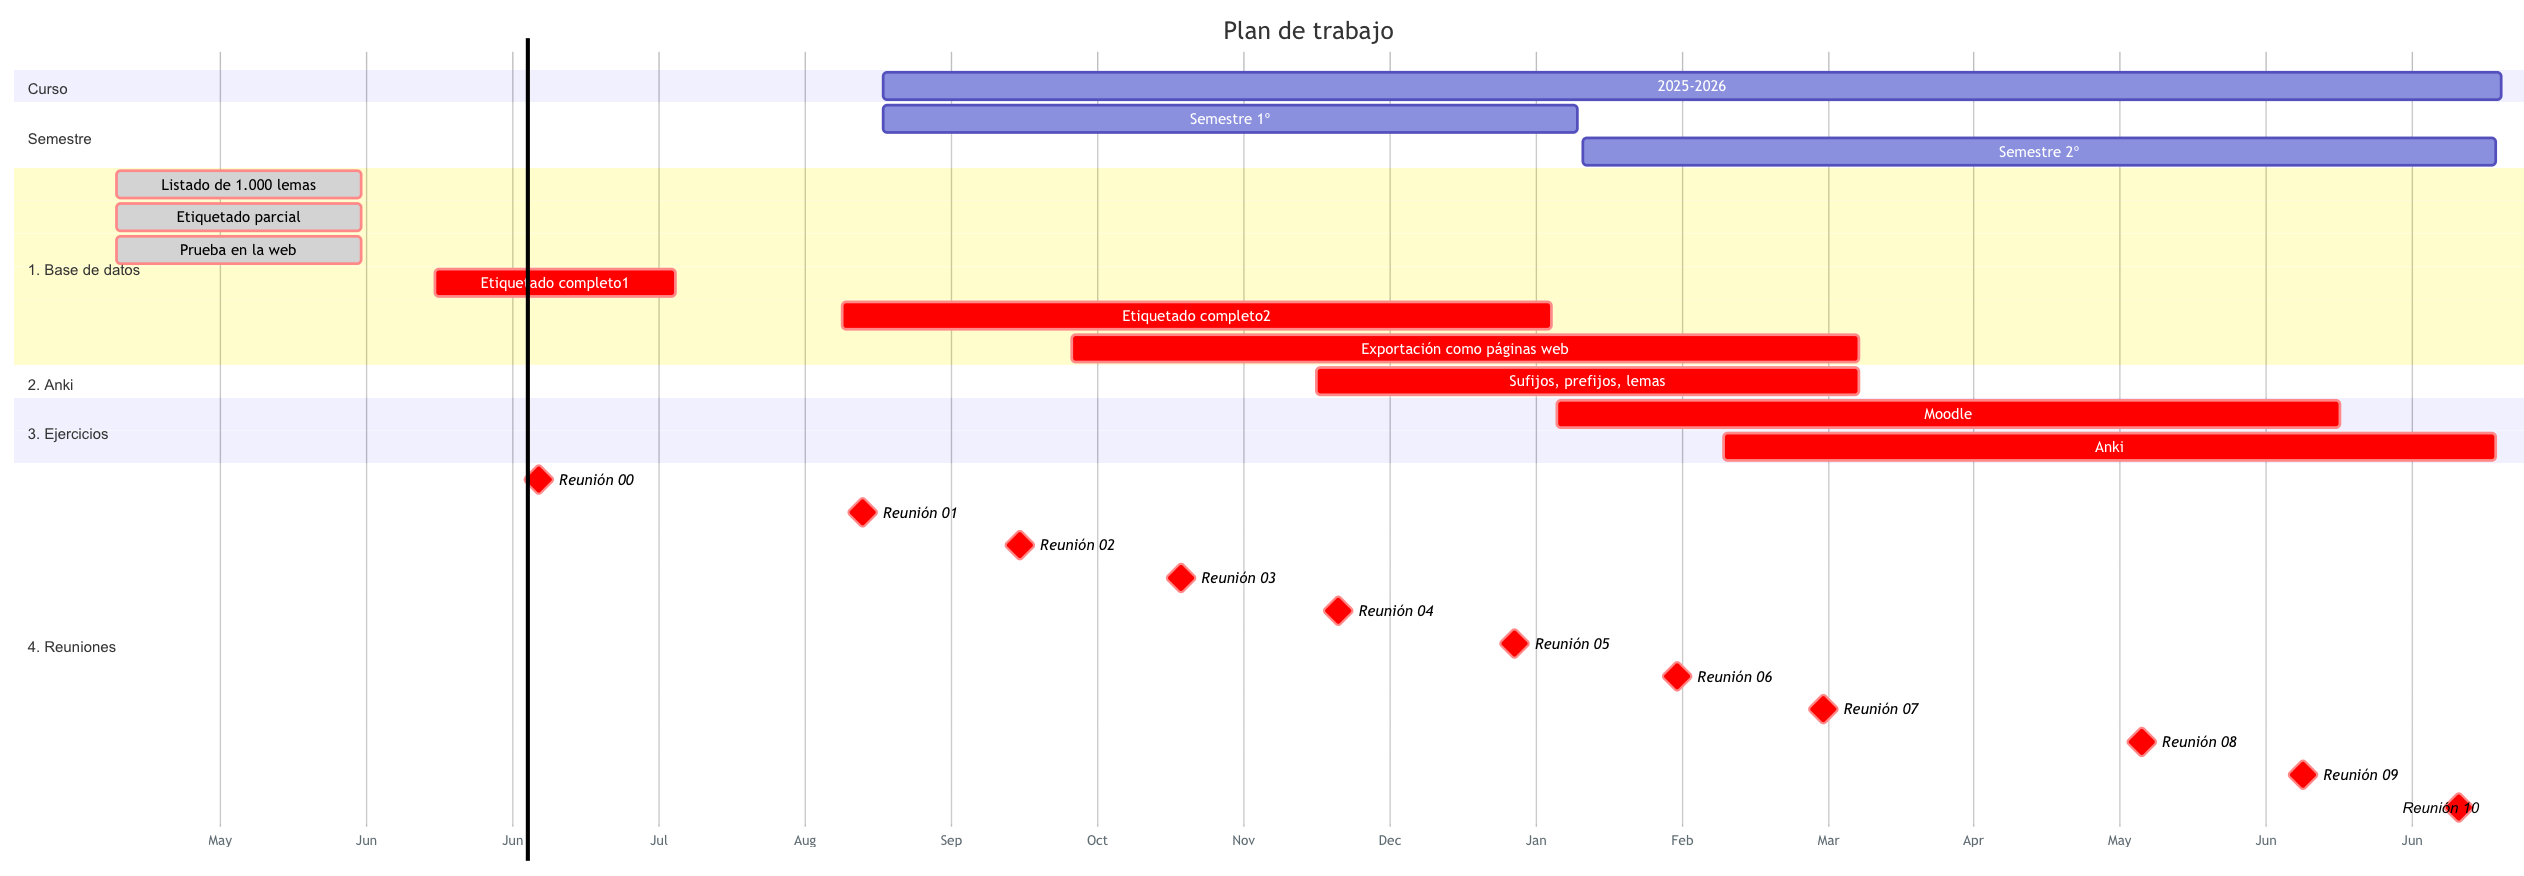 Plan de trabajo
Curso
2025-2026
Semestre 1º
Semestre
Semestre 2º
Listado de 1.000 lemas
Etiquetado parcial
Prueba en la web
1. Base de datos
Etiquetado completo1
Etiquetado completo2
Exportación como páginas web
2. Anki
Sufijos, prefijos, lemas
Moodle
3. Ejercicios
Anki
Reunión 00
Reunión 01
Reunión 02
Reunión 03
Reunión 04
4. Reuniones
Reunión 05
Reunión 06
Reunión 07
Reunión 08
Reunión 09
Reunión 10
May Jun Jun Jul Aug Sep Oct Nov Dec Jan Feb Mar Apr May Jun Jun